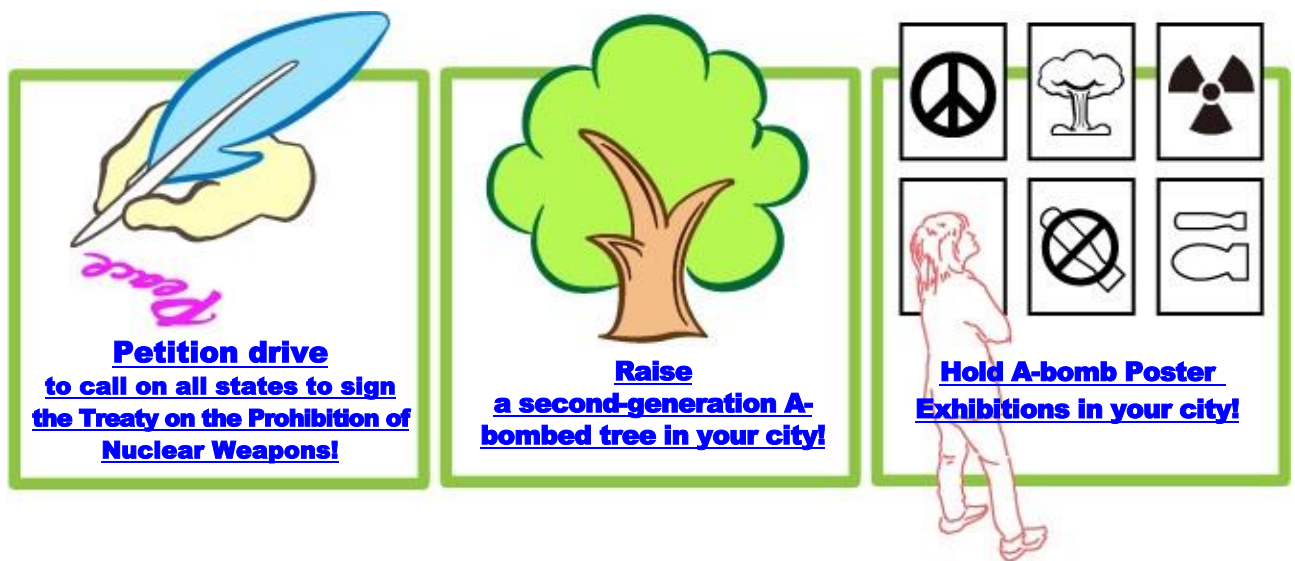 Peace
Petition drive
to call on all states to sign
the Treaty on the Prohibition of
Nuclear Weapons!
Raise
a second-generation A-
bombed tree in your city!
Hold A-bomb Poster
Exhibitions in your city!